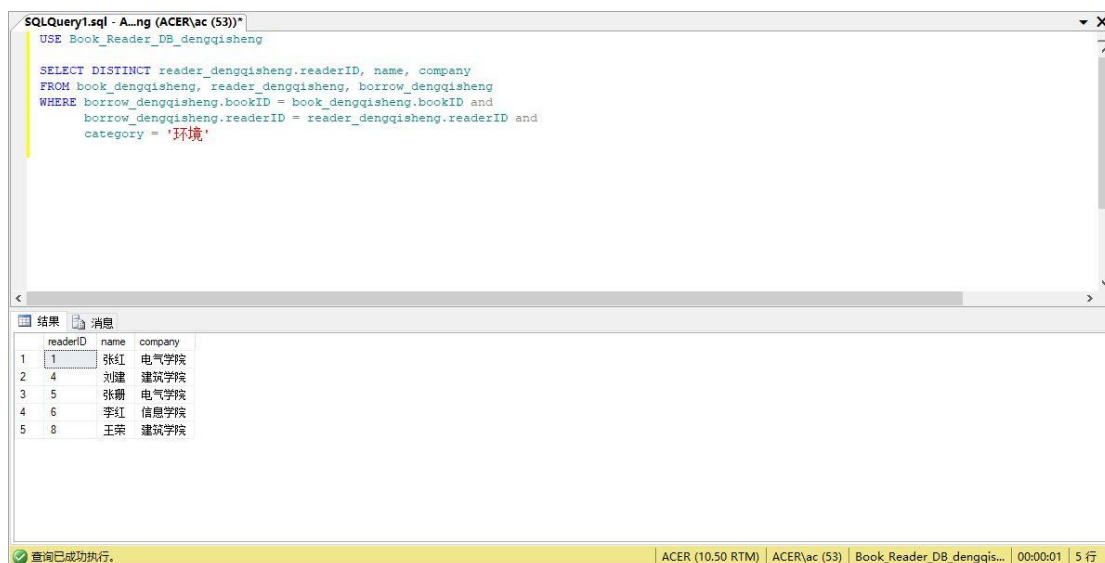 SQLQuery1.sql - A...ng (ACER\ac (53))*
USE Book_Reader_DB_dengqisheng
SELECT DISTINCT reader_dengqisheng.readerID, name, company
FROM book_dengqisheng, reader_dengqisheng, borrow_dengqisheng
WHERE borrow_dengqisheng.bookID = book_dengqisheng.bookID and
borrow_dengqisheng.readerID = reader_dengqisheng.readerID and
category = '环境'
结果 消息
readerID name company
1 1 张红 电气学院
2 4 刘建 建筑学院
3 5 张珊 电气学院
4 6 李红 信息学院
5 8 王荣 建筑学院
查询已成功执行。 ACER (10.50 RTM) ACER\ac (53) Book_Reader_DB_dengqis... 00:00:01 5 行